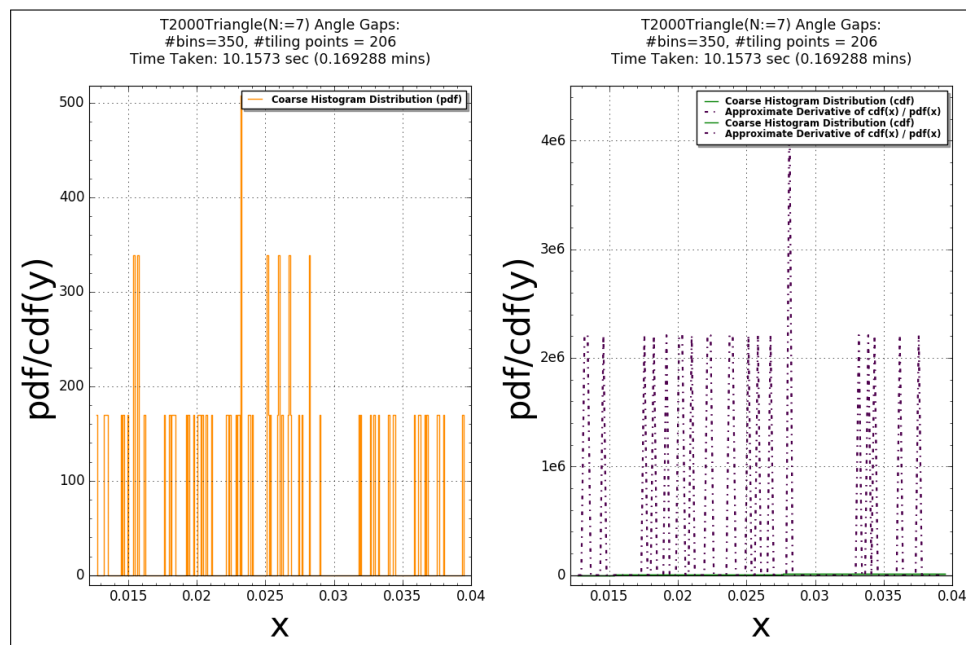 T2000Triangle(N:=7) Angle Gaps:
#bins=350, #tiling points = 206
Time Taken: 10.1573 sec (0.169288 mins)
Coarse Histogram Distribution (pdf)
500
400
300
200
100
0
pdf/cdf(y)
0.015
0.02
0.025
0.03
0.035
0.04
x
T2000Triangle(N:=7) Angle Gaps:
#bins=350, #tiling points = 206
Time Taken: 10.1573 sec (0.169288 mins)
Coarse Histogram Distribution (cdf)
Approximate Derivative of cdf(x) / pdf(x)
Coarse Histogram Distribution (cdf)
Approximate Derivative of cdf(x) / pdf(x)
4e6
3e6
2e6
1e6
0
pdf/cdf(y)
0.015
0.02
0.025
0.03
0.035
0.04
x